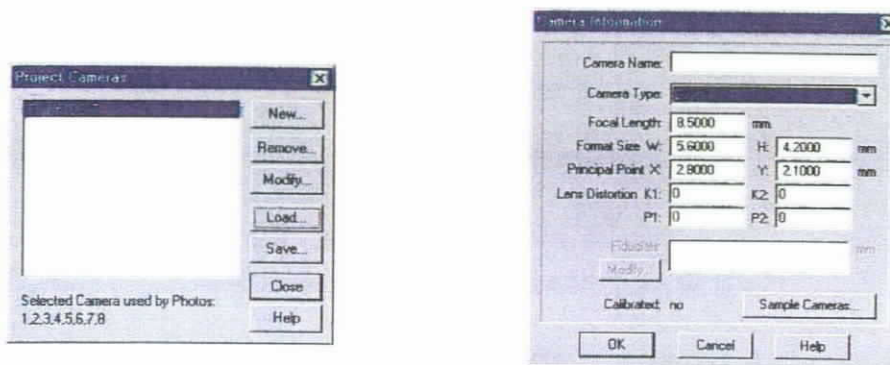 Project Cameras
New...
Remove...
Modify...
Load...
Save...
Close
Selected Camera used by Photos:
1,2,3,4,5,6,7,8
Help
Camera Information
Camera Name:
Camera Type:
Focal Length: 8.5000 mm
Format Size W: 5.6000 H: 4.2000 mm
Principal Point X: 2.8000 Y: 2.1000 mm
Lens Distortion K1: 0 K2: 0
P1: 0 P2: 0
Fiducials mm
Modify...
Calibrated: no Sample Cameras...
OK Cancel Help